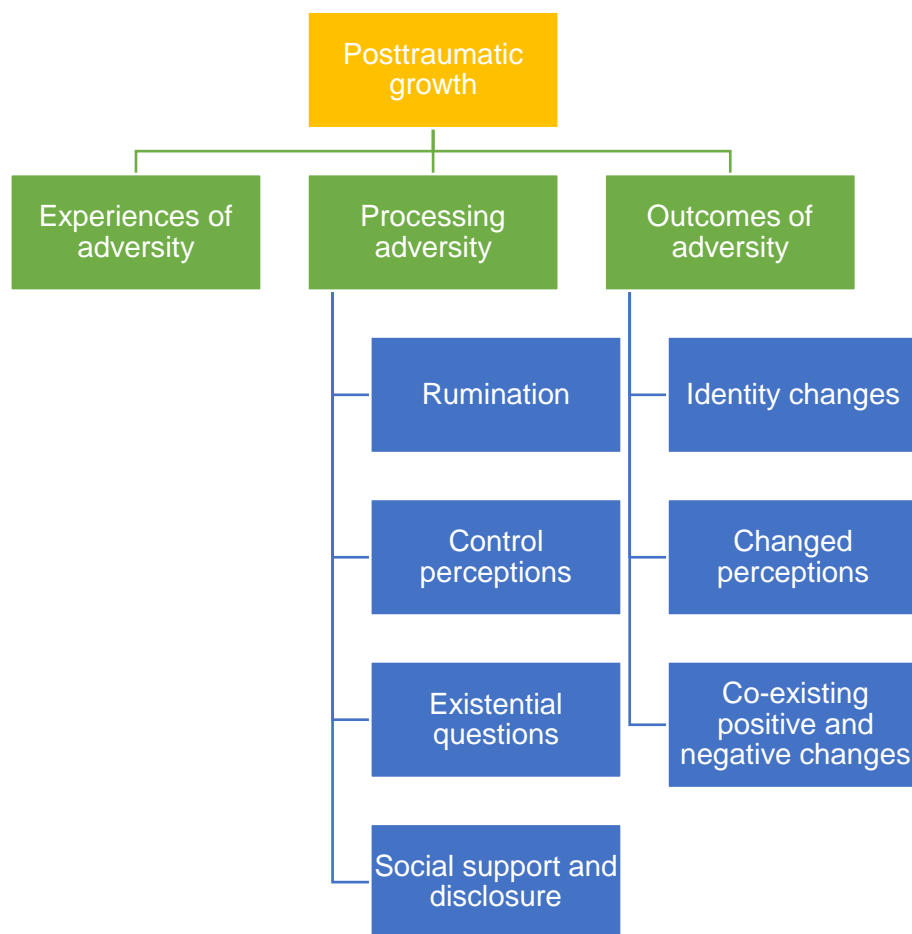 Posttraumatic
growth
Experiences of
adversity
Processing
adversity
Outcomes of
adversity
Rumination
Control
perceptions
Existential
questions
Social support and
disclosure
Identity changes
Changed
perceptions
Co-existing
positive and
negative changes